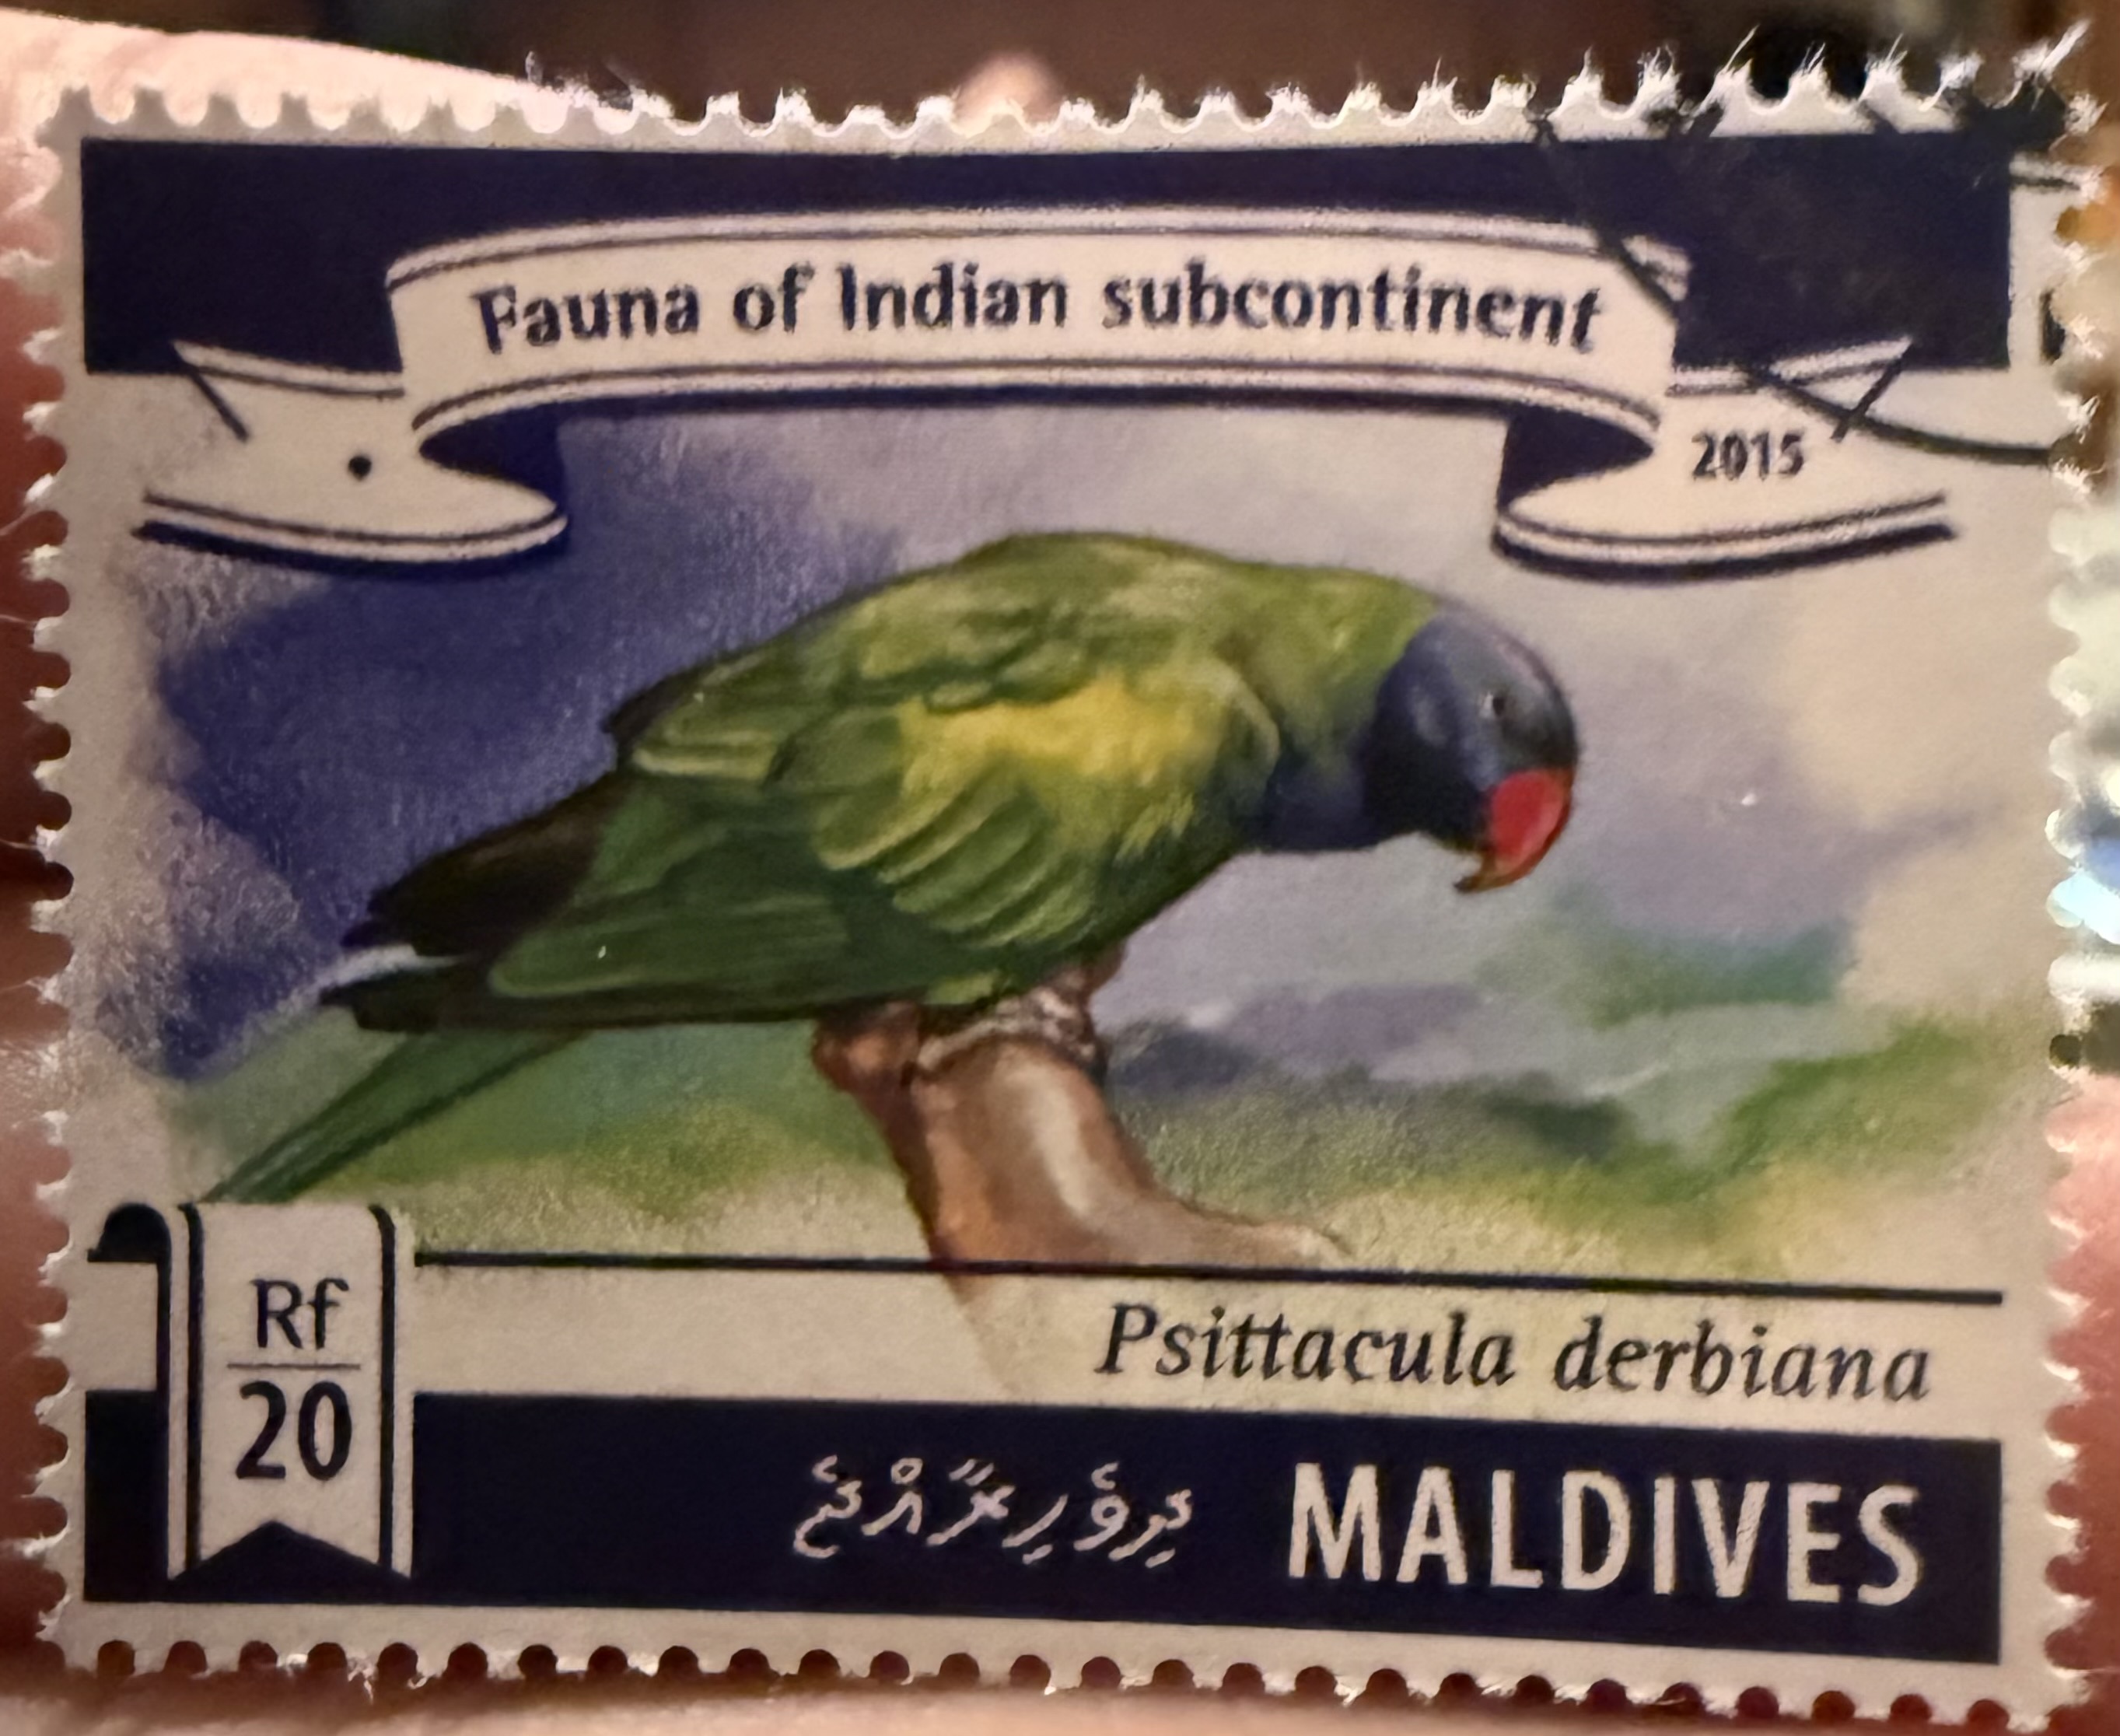 Fauna of Indian subcontinent
2015
Rf
20
Psittacula derbiana
ދިވެހިރާއްޖެ MALDIVES